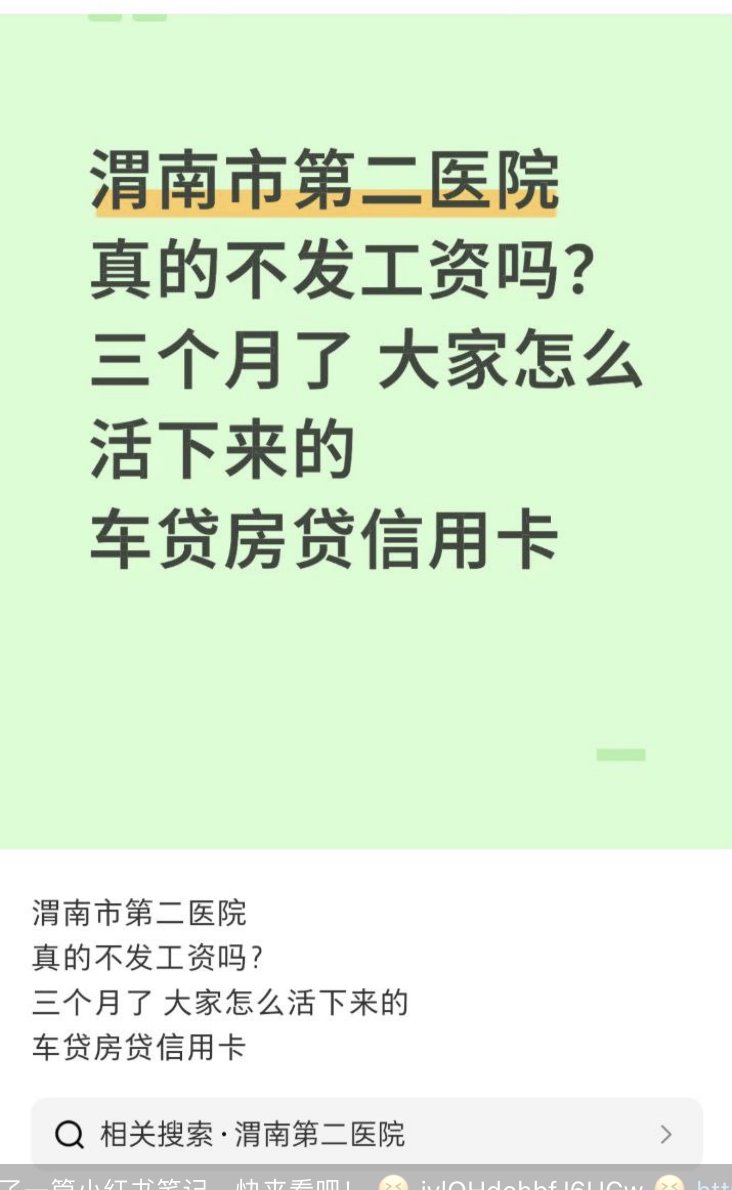 渭南市第二医院
真的不发工资吗?
三个月了 大家怎么
活下来的
车贷房贷信用卡
渭南市第二医院
真的不发工资吗?
三个月了 大家怎么活下来的
车贷房贷信用卡
相关搜索·渭南第二医院
了一篇小红书笔记，快来看吧！